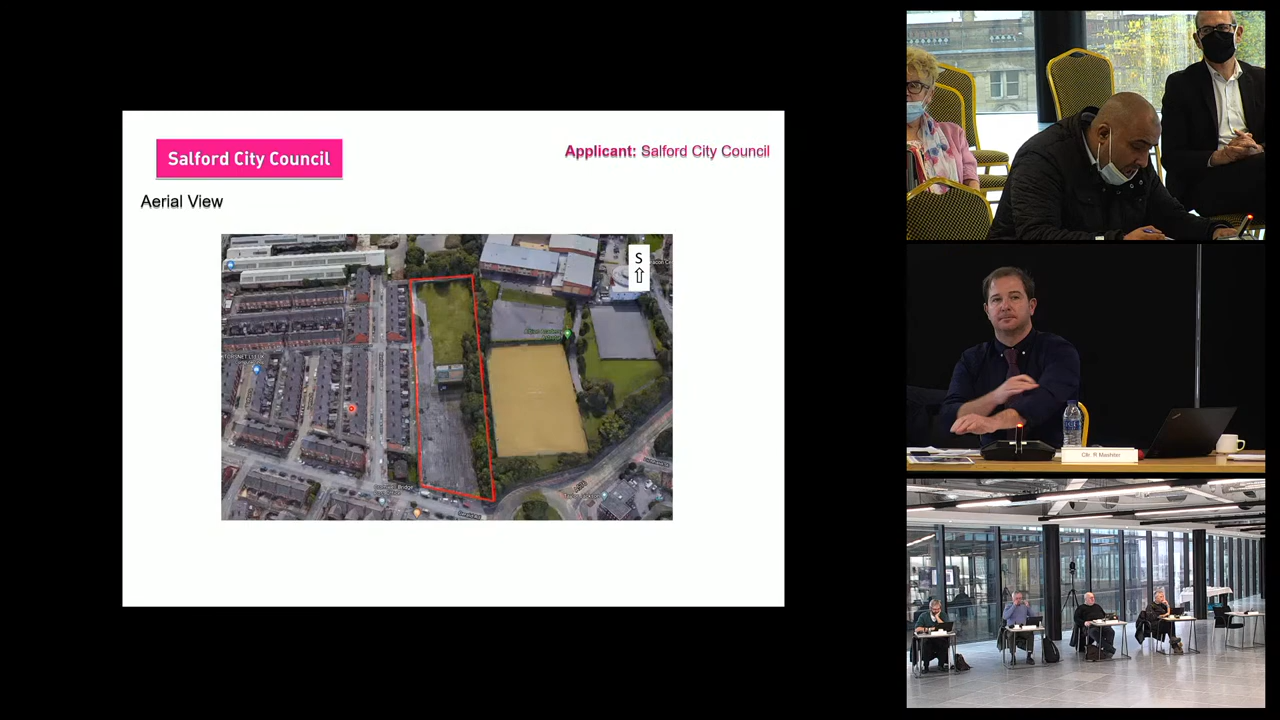 Salford City Council
Applicant: Salford City Council
Aerial View
S
Cllr R Mashiter